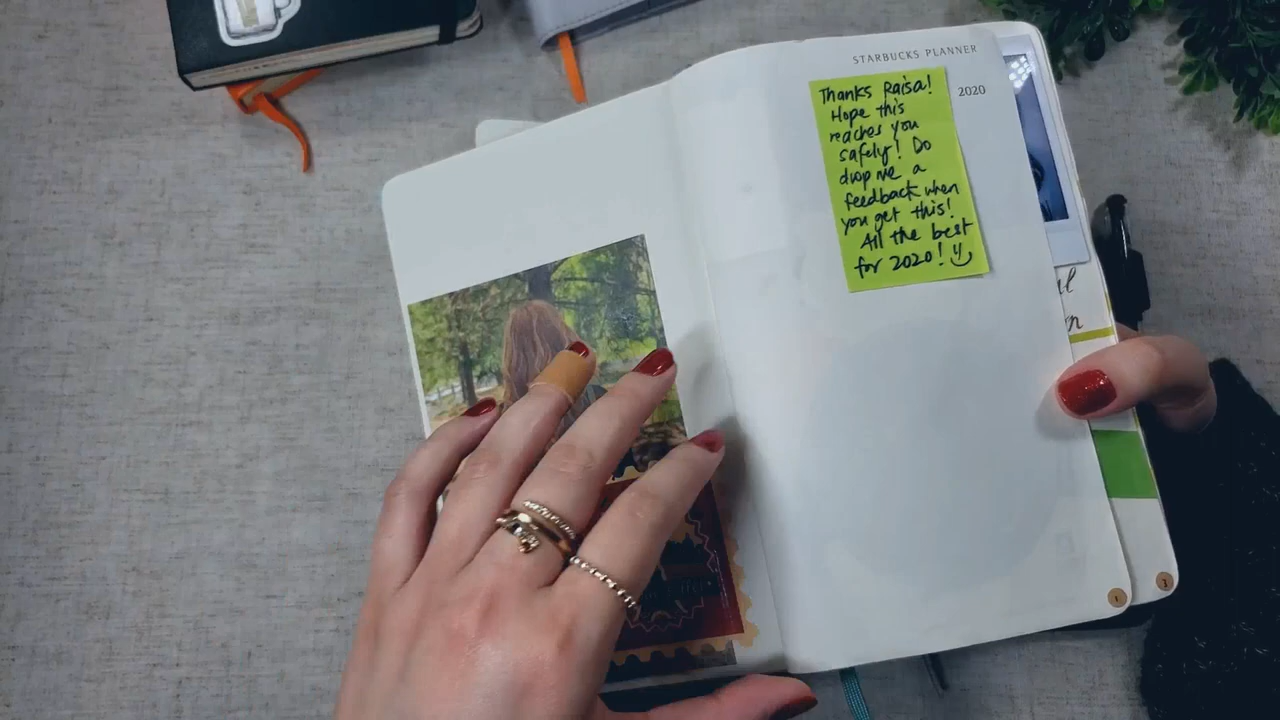 STARBUCKS PLANNER
2020
Thanks Raisa!
Hope this
reaches you
safely! Do
drop me a
feedback when
you get this!
All the best
for 2020!